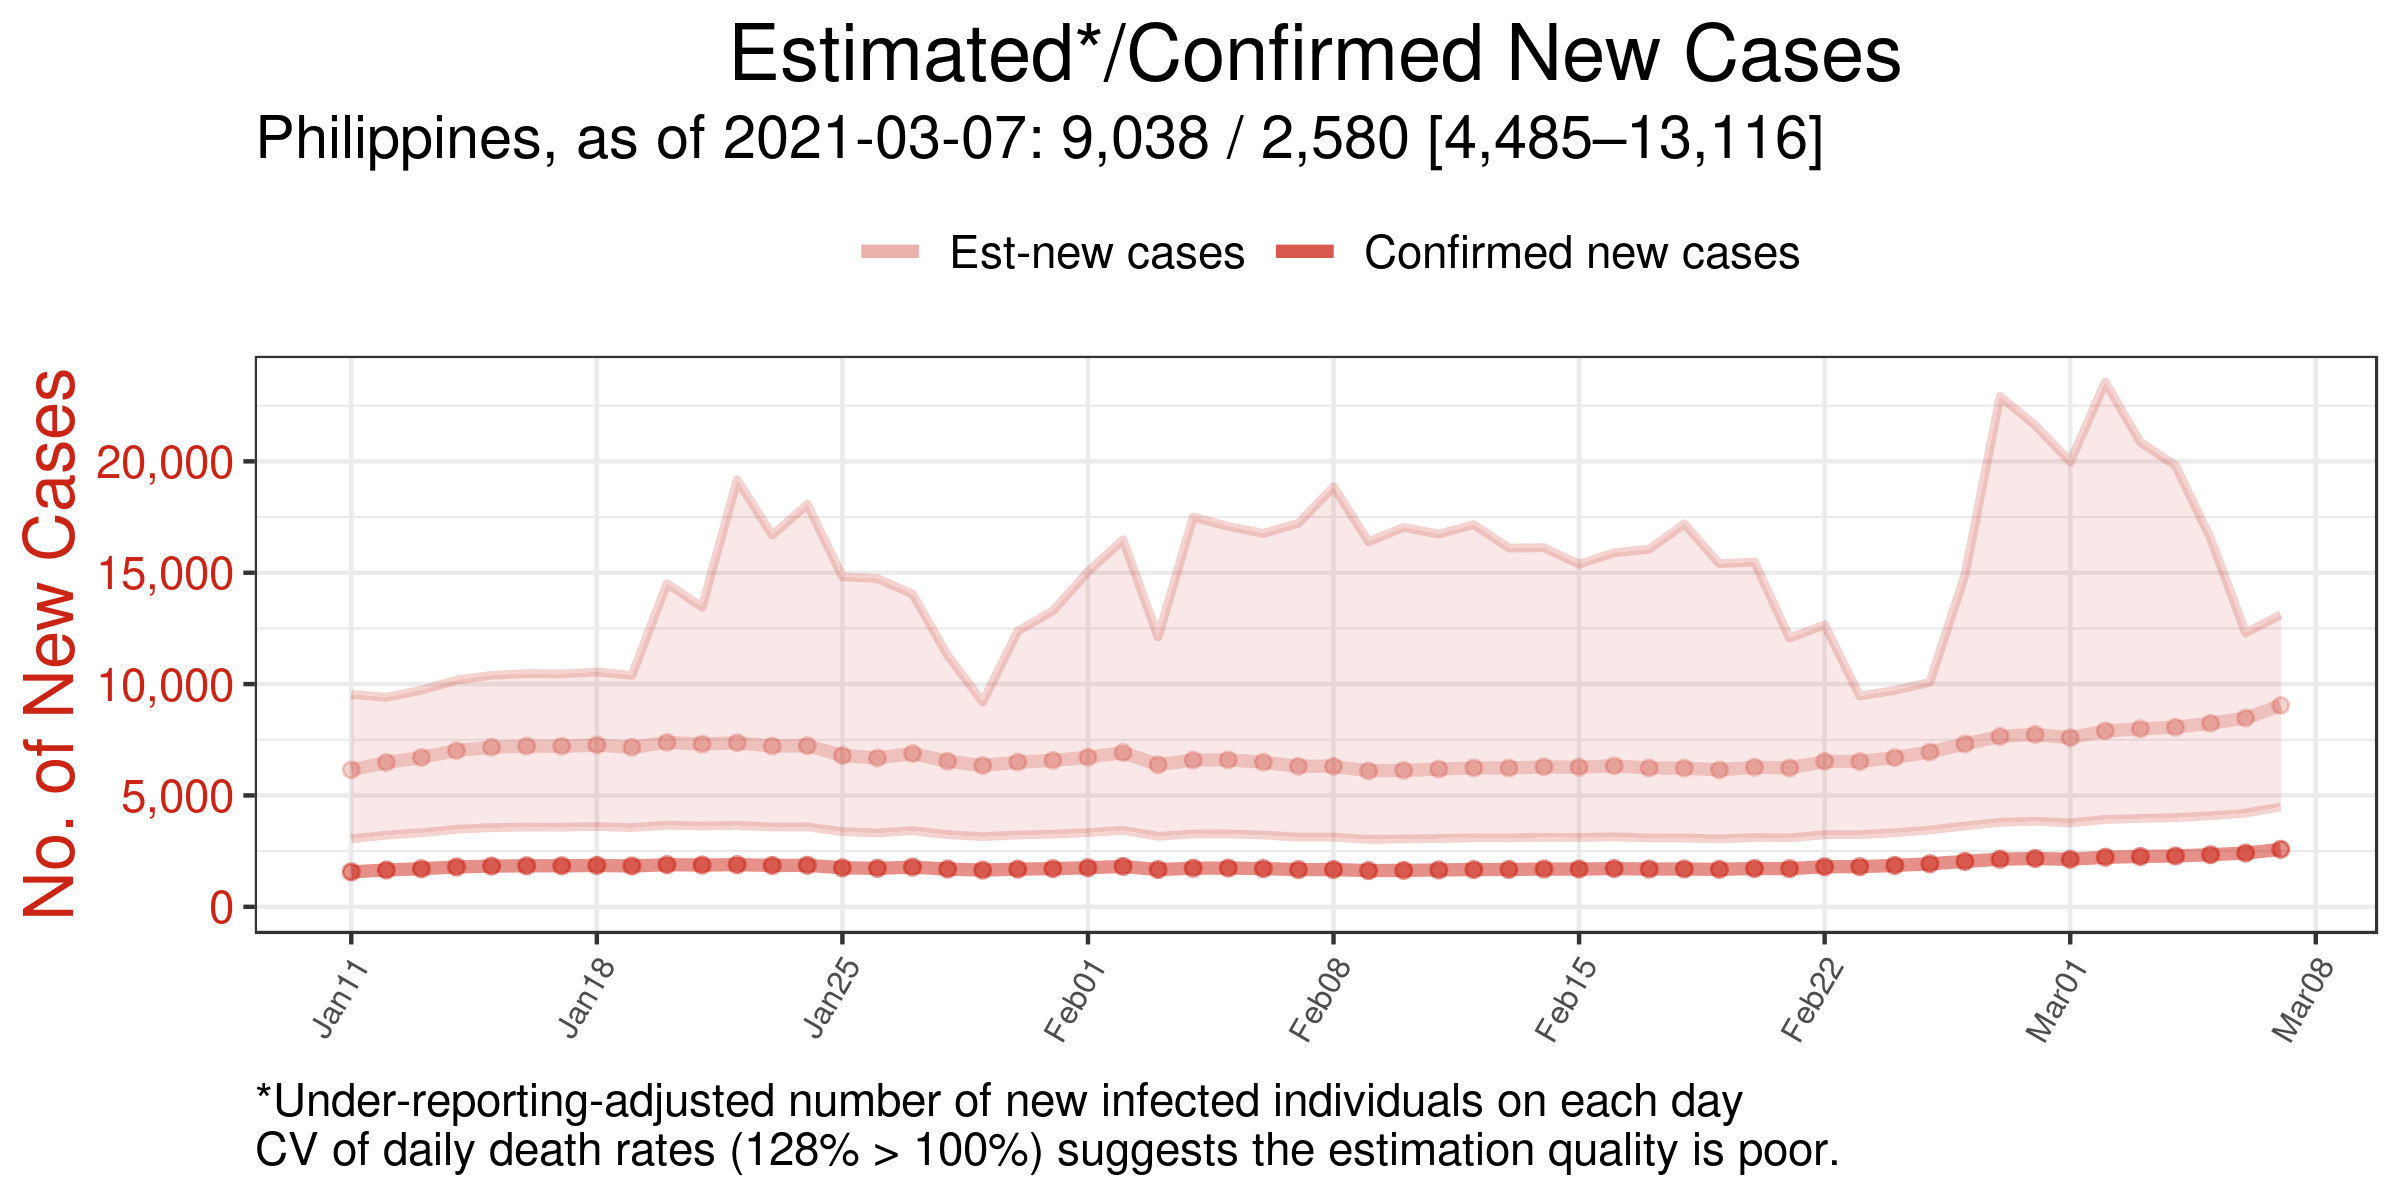 Estimated*/Confirmed New Cases
Philippines, as of 2021-03-07: 9,038 / 2,580 [4,485–13,116]
Est-new cases
Confirmed new cases
No. of New Cases
20,000
15,000
10,000
5,000
0
Jan11
Jan18
Jan25
Feb01
Feb08
Feb15
Feb22
Mar01
Mar08
*Under-reporting-adjusted number of new infected individuals on each day
CV of daily death rates (128% > 100%) suggests the estimation quality is poor.